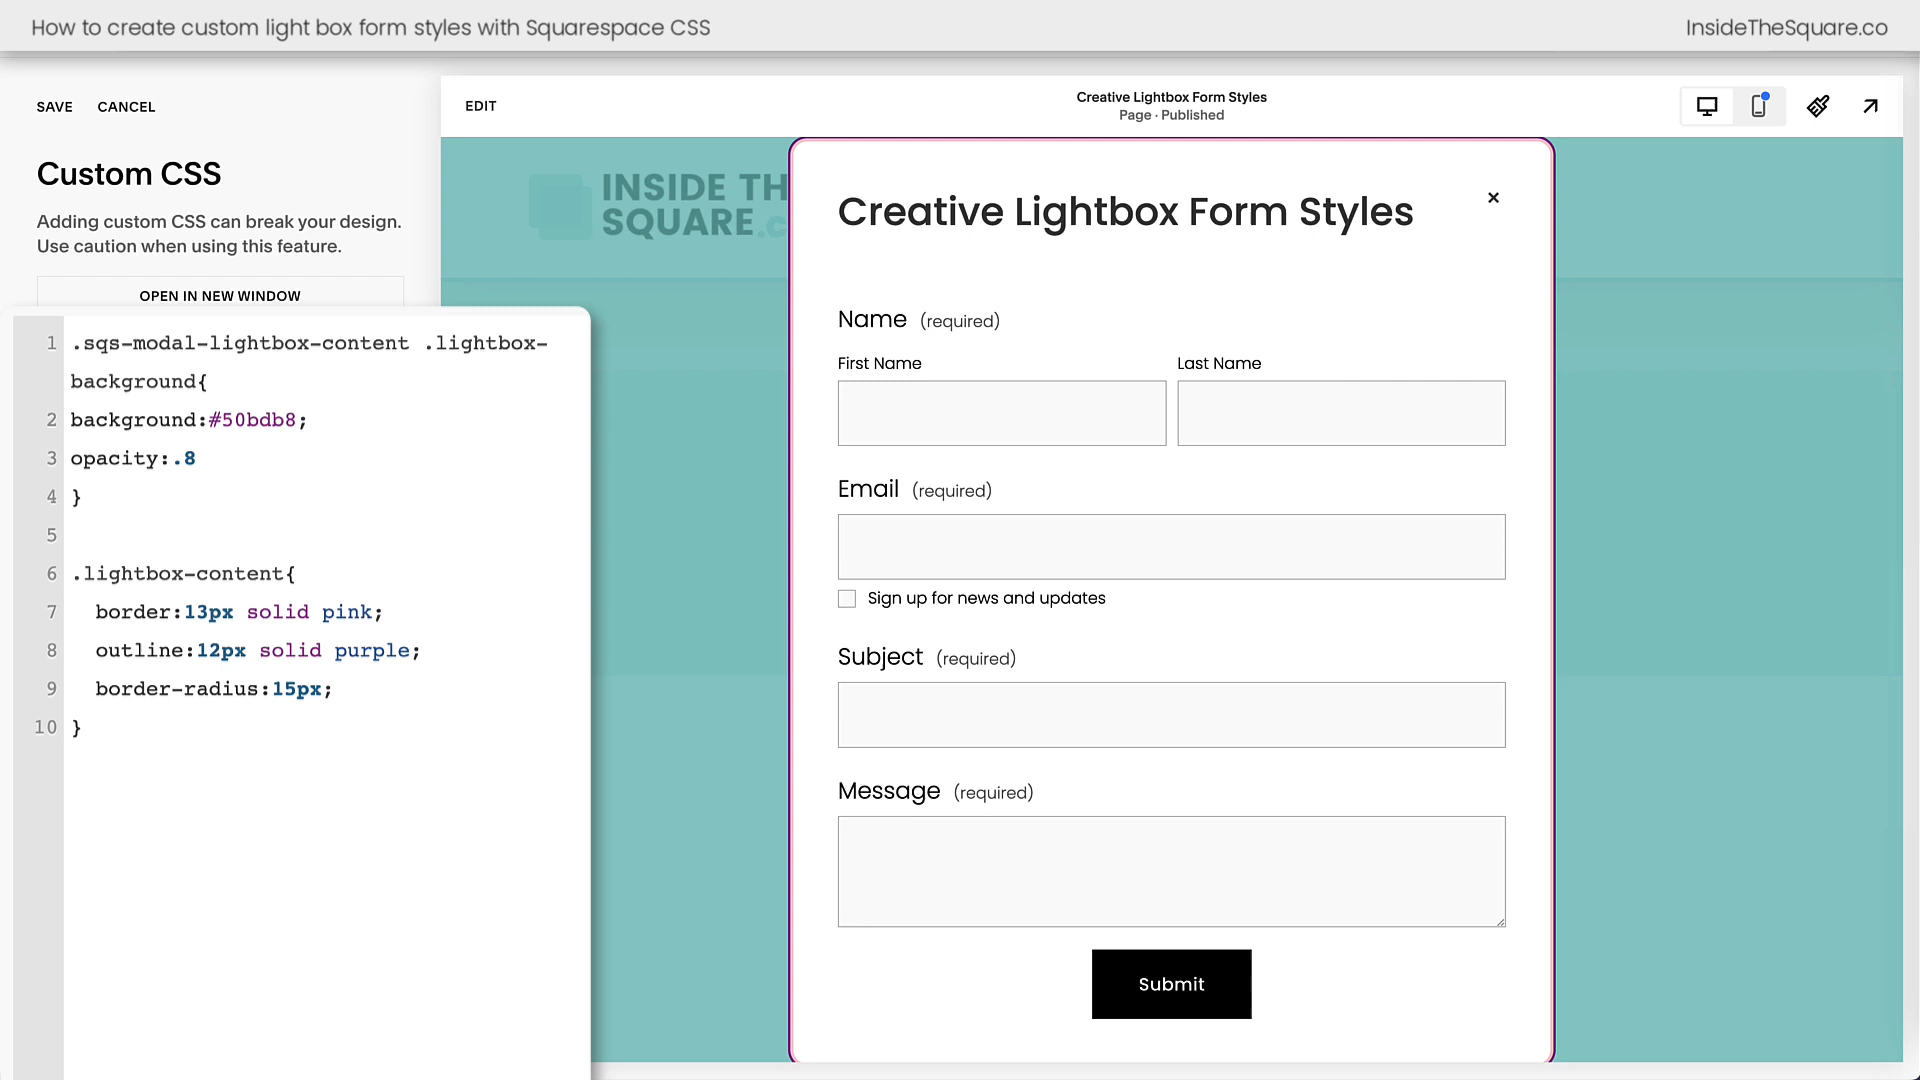 How to create custom light box form styles with Squarespace CSS
InsideTheSquare.co
SAVE CANCEL
Custom CSS
Adding custom CSS can break your design.
Use caution when using this feature.
OPEN IN NEW WINDOW
1 .sqs-modal-lightbox-content .lightbox-
background{
2 background:#50bdb8;
3 opacity:.8
4 }
5
6 .lightbox-content{
7 border:13px solid pink;
8 outline:12px solid purple;
9 border-radius:15px;
10 }
EDIT
Creative Lightbox Form Styles
Page · Published
INSIDE TH
SQUARE.c
Creative Lightbox Form Styles
×
Name (required)
First Name
Last Name
Email (required)
Sign up for news and updates
Subject (required)
Message (required)
Submit